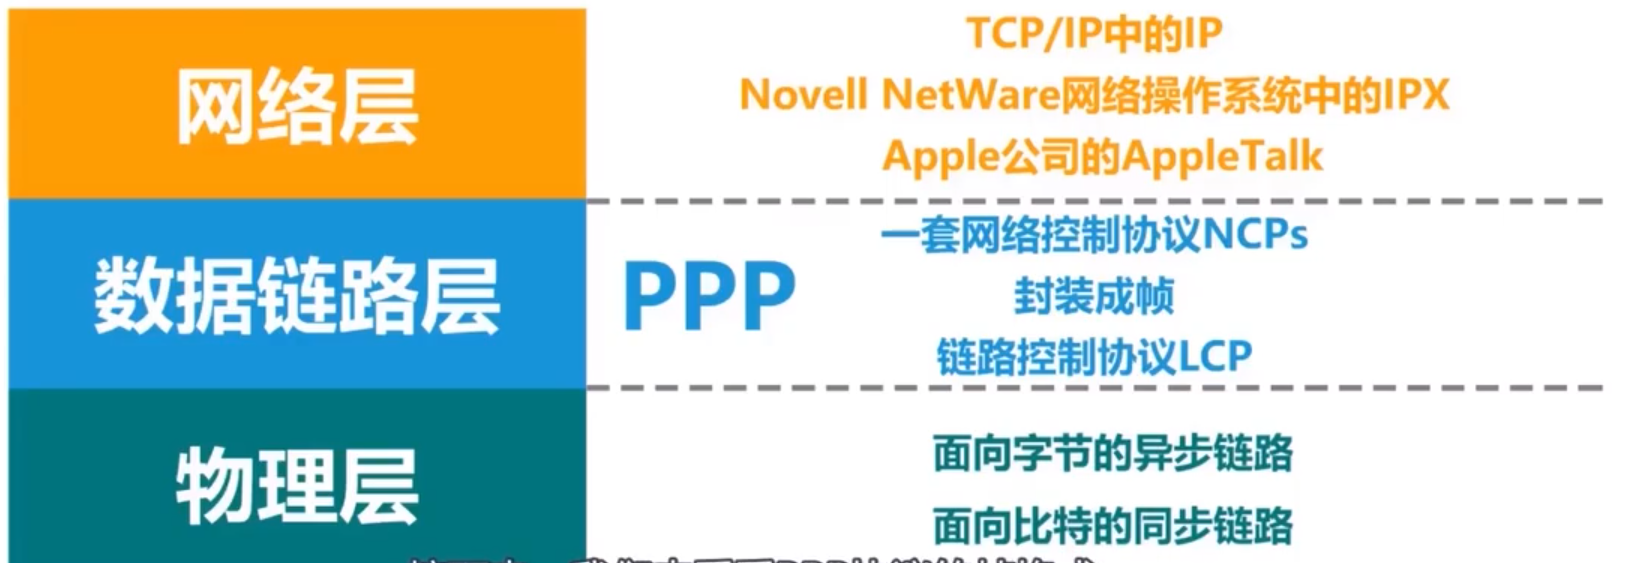 网络层
TCP/IP中的IP
Novell NetWare网络操作系统中的IPX
Apple公司的AppleTalk
数据链路层
PPP
一套网络控制协议NCPs
封装成帧
链路控制协议LCP
物理层
面向字节的异步链路
面向比特的同步链路